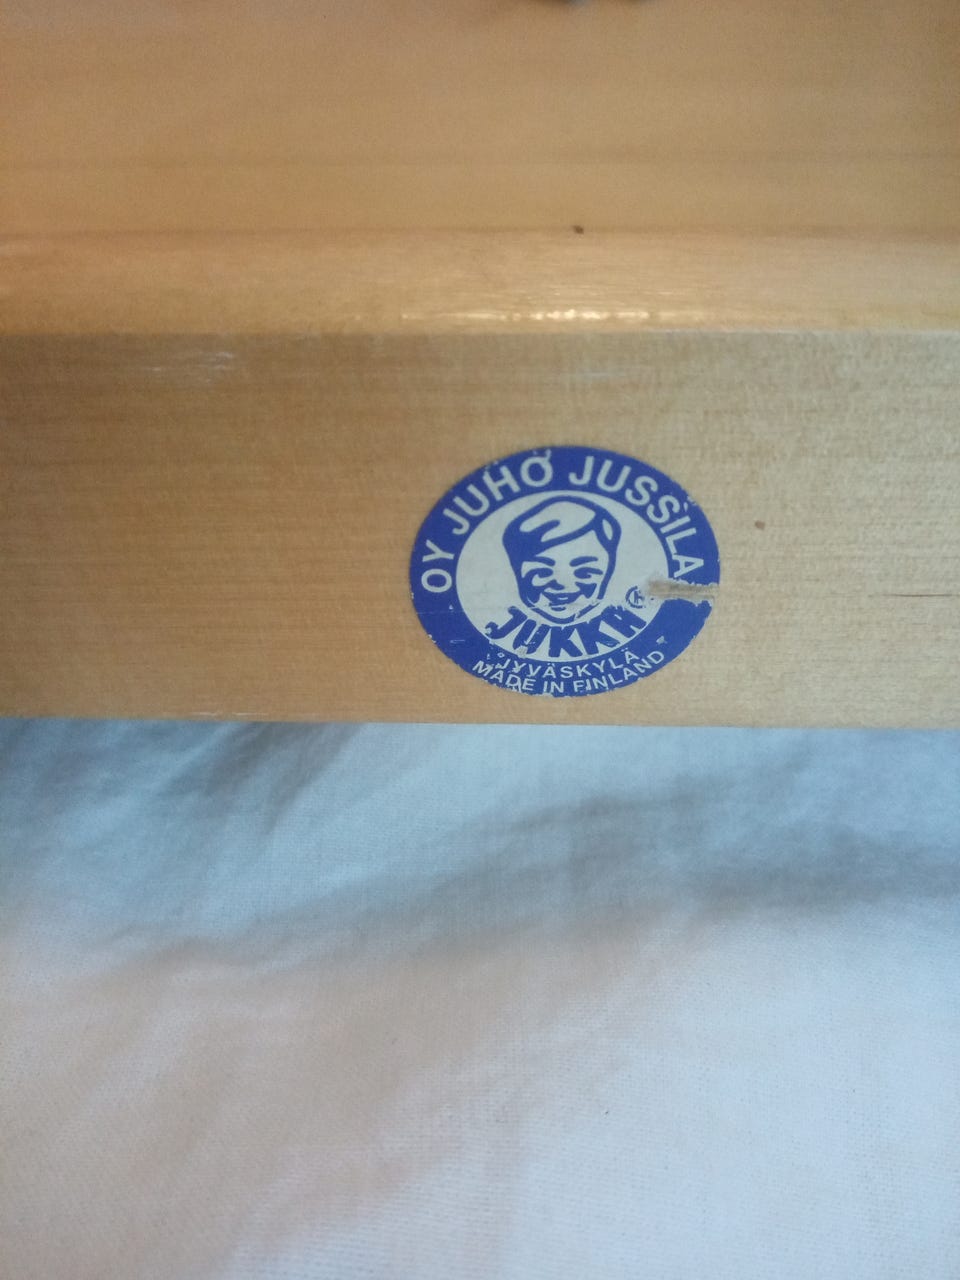 OY JUHO JUSSILA
JUKKA ®
JYVÄSKYLÄ
MADE IN FINLAND